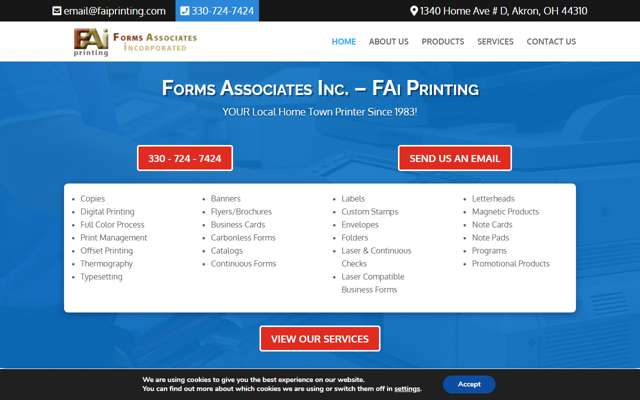 email@faiprinting.com
330-724-7424
1340 Home Ave # D, Akron, OH 44310
FAi printing
Forms Associates
Incorporated
HOME ABOUT US PRODUCTS SERVICES CONTACT US
Forms Associates Inc. – FAi Printing
YOUR Local Home Town Printer Since 1983!
330 - 724 - 7424
SEND US AN EMAIL
Copies
Digital Printing
Full Color Process
Print Management
Offset Printing
Thermography
Typesetting
Banners
Flyers/Brochures
Business Cards
Carbonless Forms
Catalogs
Continuous Forms
Labels
Custom Stamps
Envelopes
Folders
Laser & Continuous
Checks
Laser Compatible
Business Forms
Letterheads
Magnetic Products
Note Cards
Note Pads
Programs
Promotional Products
VIEW OUR SERVICES
We are using cookies to give you the best experience on our website.
You can find out more about which cookies we are using or switch them off in settings.
Accept